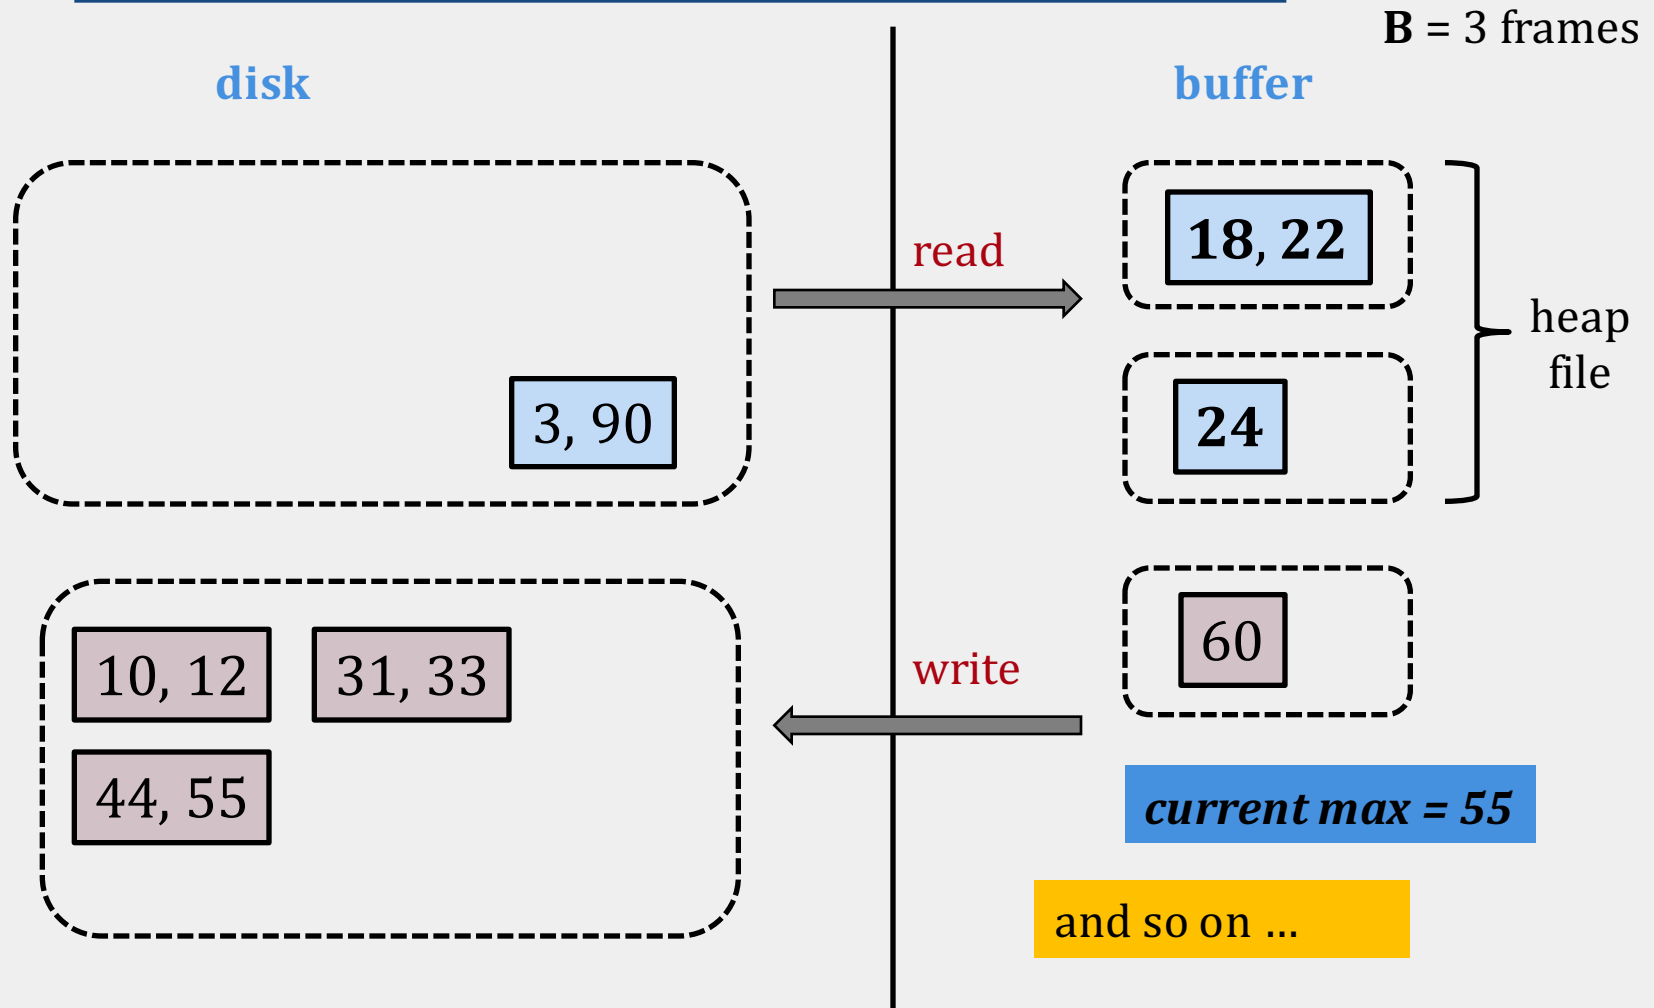 B = 3 frames
disk
buffer
18, 22
read
heap
file
3, 90
24
60
10, 12
31, 33
write
44, 55
current max = 55
and so on ...